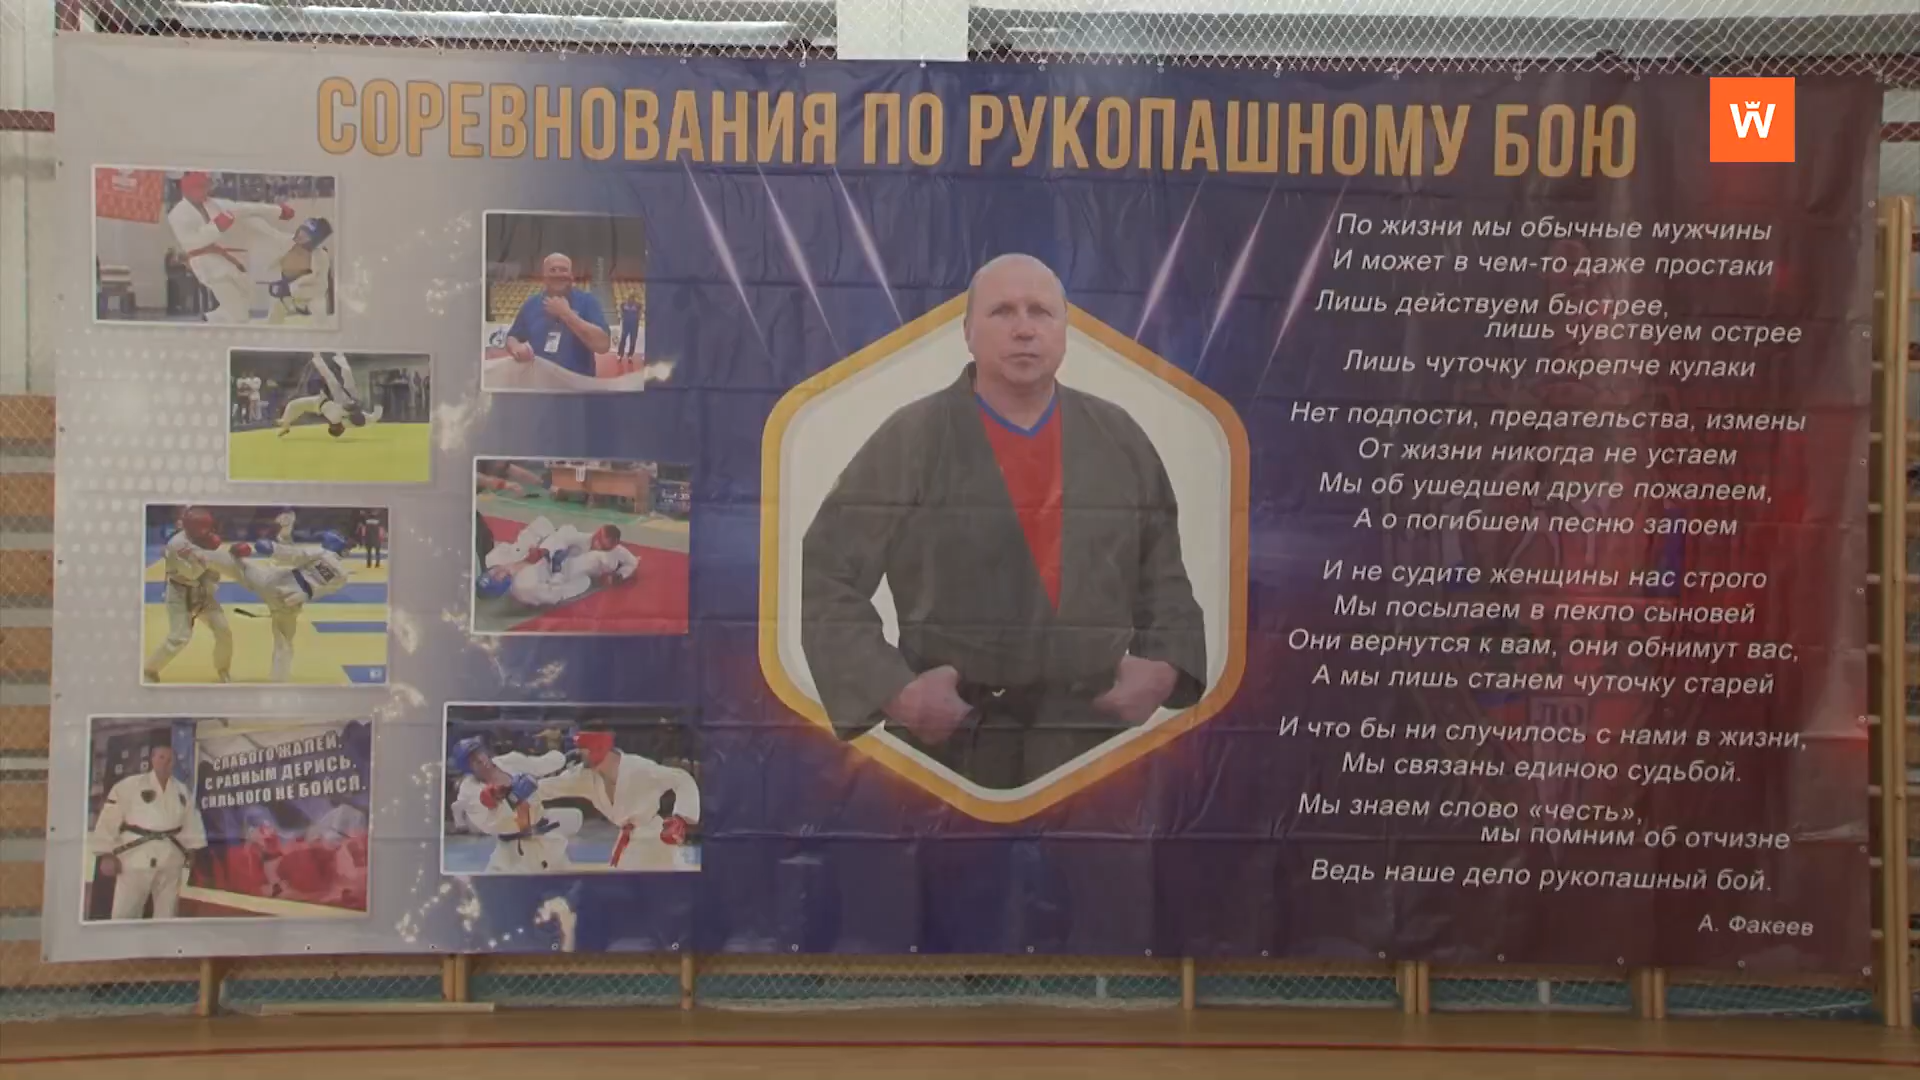 СОРЕВНОВАНИЯ ПО РУКОПАШНОМУ БОЮ
W
По жизни мы обычные мужчины
И может в чем-то даже простаки
Лишь действуем быстрее,
лишь чувствуем острее
Лишь чуточку покрепче кулаки
Нет подлости, предательства, измены
От жизни никогда не устаем
Мы об ушедшем друге пожалеем,
А о погибшем песню запоем
И не судите женщины нас строго
Мы посылаем в пекло сыновей
Они вернутся к вам, они обнимут вас,
А мы лишь станем чуточку старей
И что бы ни случилось с нами в жизни,
Мы связаны единою судьбой.
Мы знаем слово «честь»,
мы помним об отчизне
Ведь наше дело рукопашный бой.
А. Факеев
СЛАБОГО ЖАЛЕЙ.
С РАВНЫМ ДЕРИСЬ.
СИЛЬНОГО НЕ БОЙСЯ.